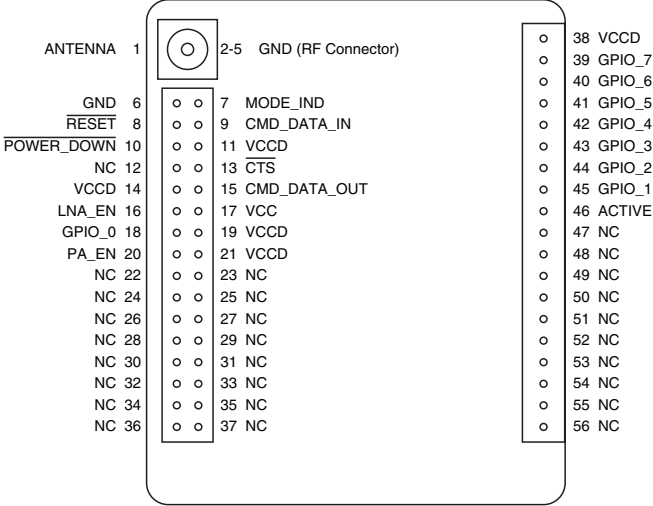 ANTENNA 1 2-5 GND (RF Connector)
GND 6 7 MODE_IND
RESET 8 9 CMD_DATA_IN
POWER_DOWN 10 11 VCCD
NC 12 13 CTS
VCCD 14 15 CMD_DATA_OUT
LNA_EN 16 17 VCC
GPIO_0 18 19 VCCD
PA_EN 20 21 VCCD
NC 22 23 NC
NC 24 25 NC
NC 26 27 NC
NC 28 29 NC
NC 30 31 NC
NC 32 33 NC
NC 34 35 NC
NC 36 37 NC
38 VCCD
39 GPIO_7
40 GPIO_6
41 GPIO_5
42 GPIO_4
43 GPIO_3
44 GPIO_2
45 GPIO_1
46 ACTIVE
47 NC
48 NC
49 NC
50 NC
51 NC
52 NC
53 NC
54 NC
55 NC
56 NC